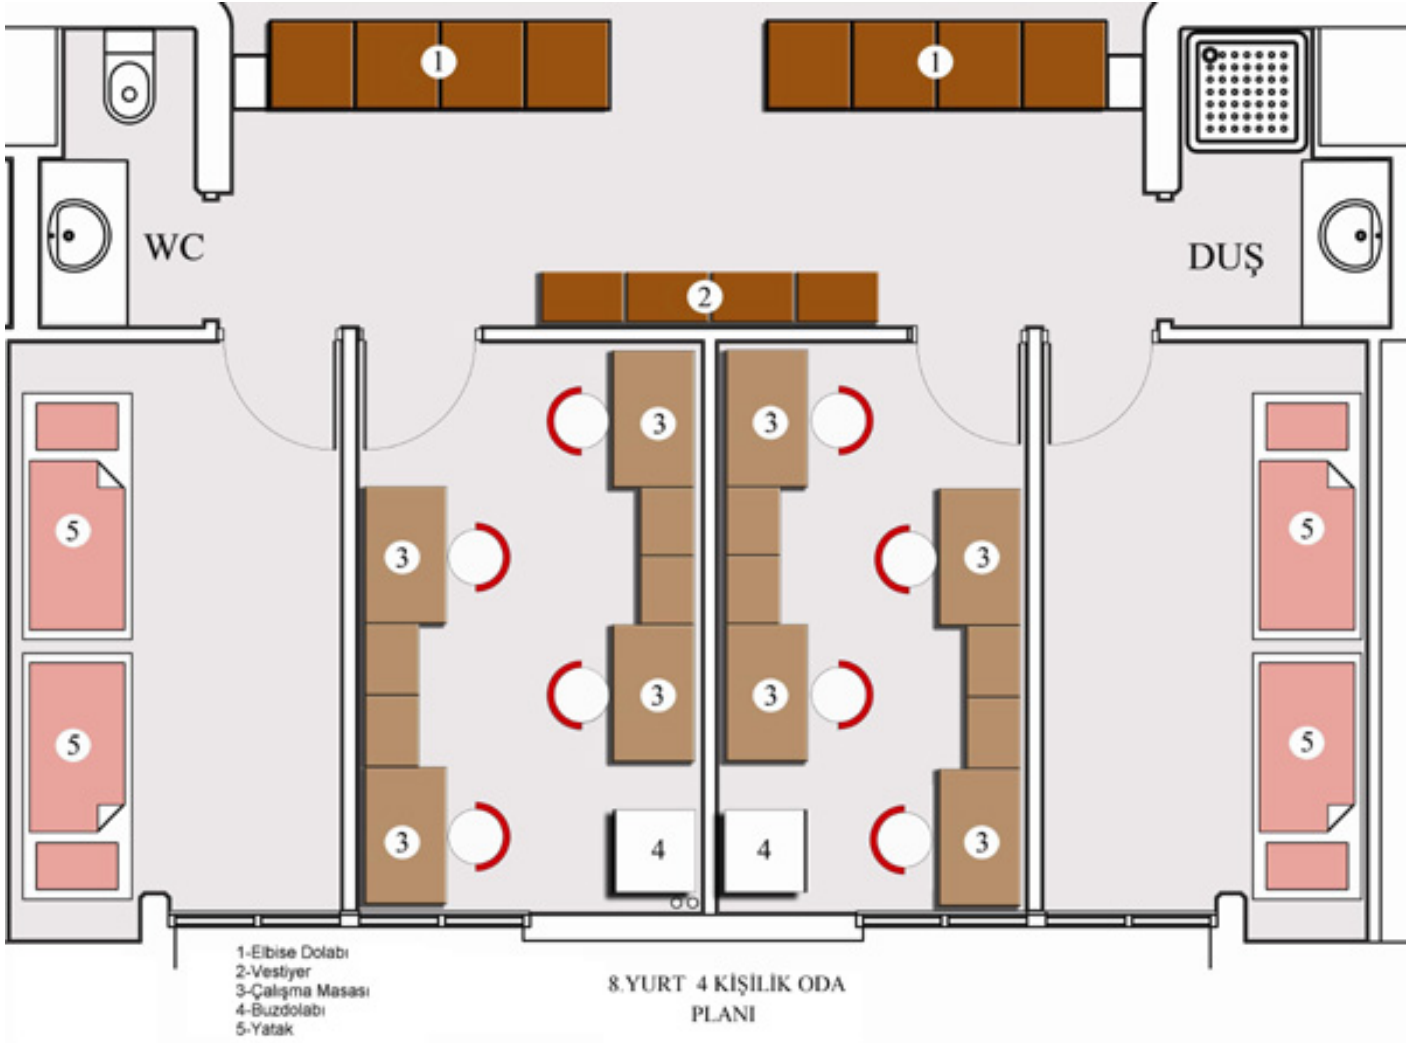 1
1
WC
DUŞ
2
3
3
3
3
5
5
3
3
5
5
3
3
4
4
1-Elbise Dolabı
2-Vestiyer
3-Çalışma Masası
4-Buzdolabı
5-Yatak
8.YURT 4 KİŞİLİK ODA
PLANI